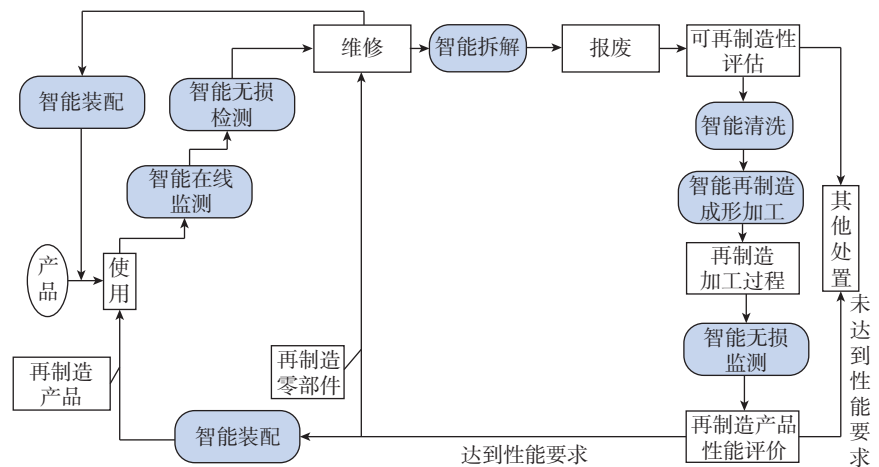 维修
智能拆解
报废
可再制造性
评估
智能装配
智能无损
检测
智能清洗
智能在线
监测
智能再制造
成形加工
其他处置
产品
使用
再制造
加工过程
未达到性能要求
智能无损
监测
再制造
产品
再制造
零部件
智能装配
达到性能要求
再制造产品
性能评价